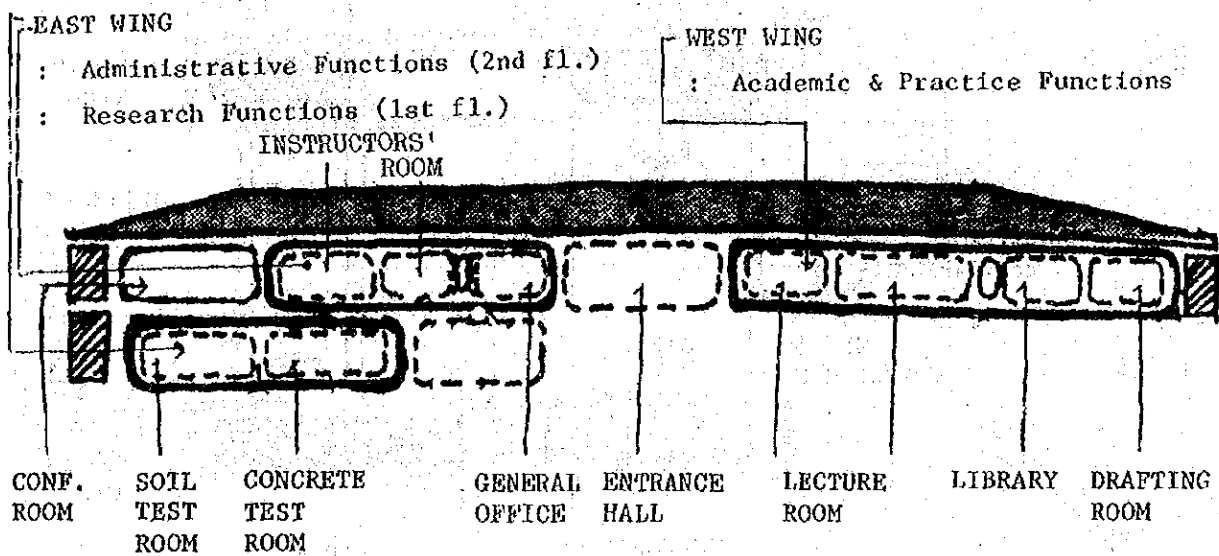 EAST WING
: Administrative Functions (2nd fl.)
: Research Functions (1st fl.)
WEST WING
: Academic & Practice Functions
INSTRUCTORS'
ROOM
CONF.
ROOM
SOIL
TEST
ROOM
CONCRETE
TEST
ROOM
GENERAL
OFFICE
ENTRANCE
HALL
LECTURE
ROOM
LIBRARY
DRAFTING
ROOM